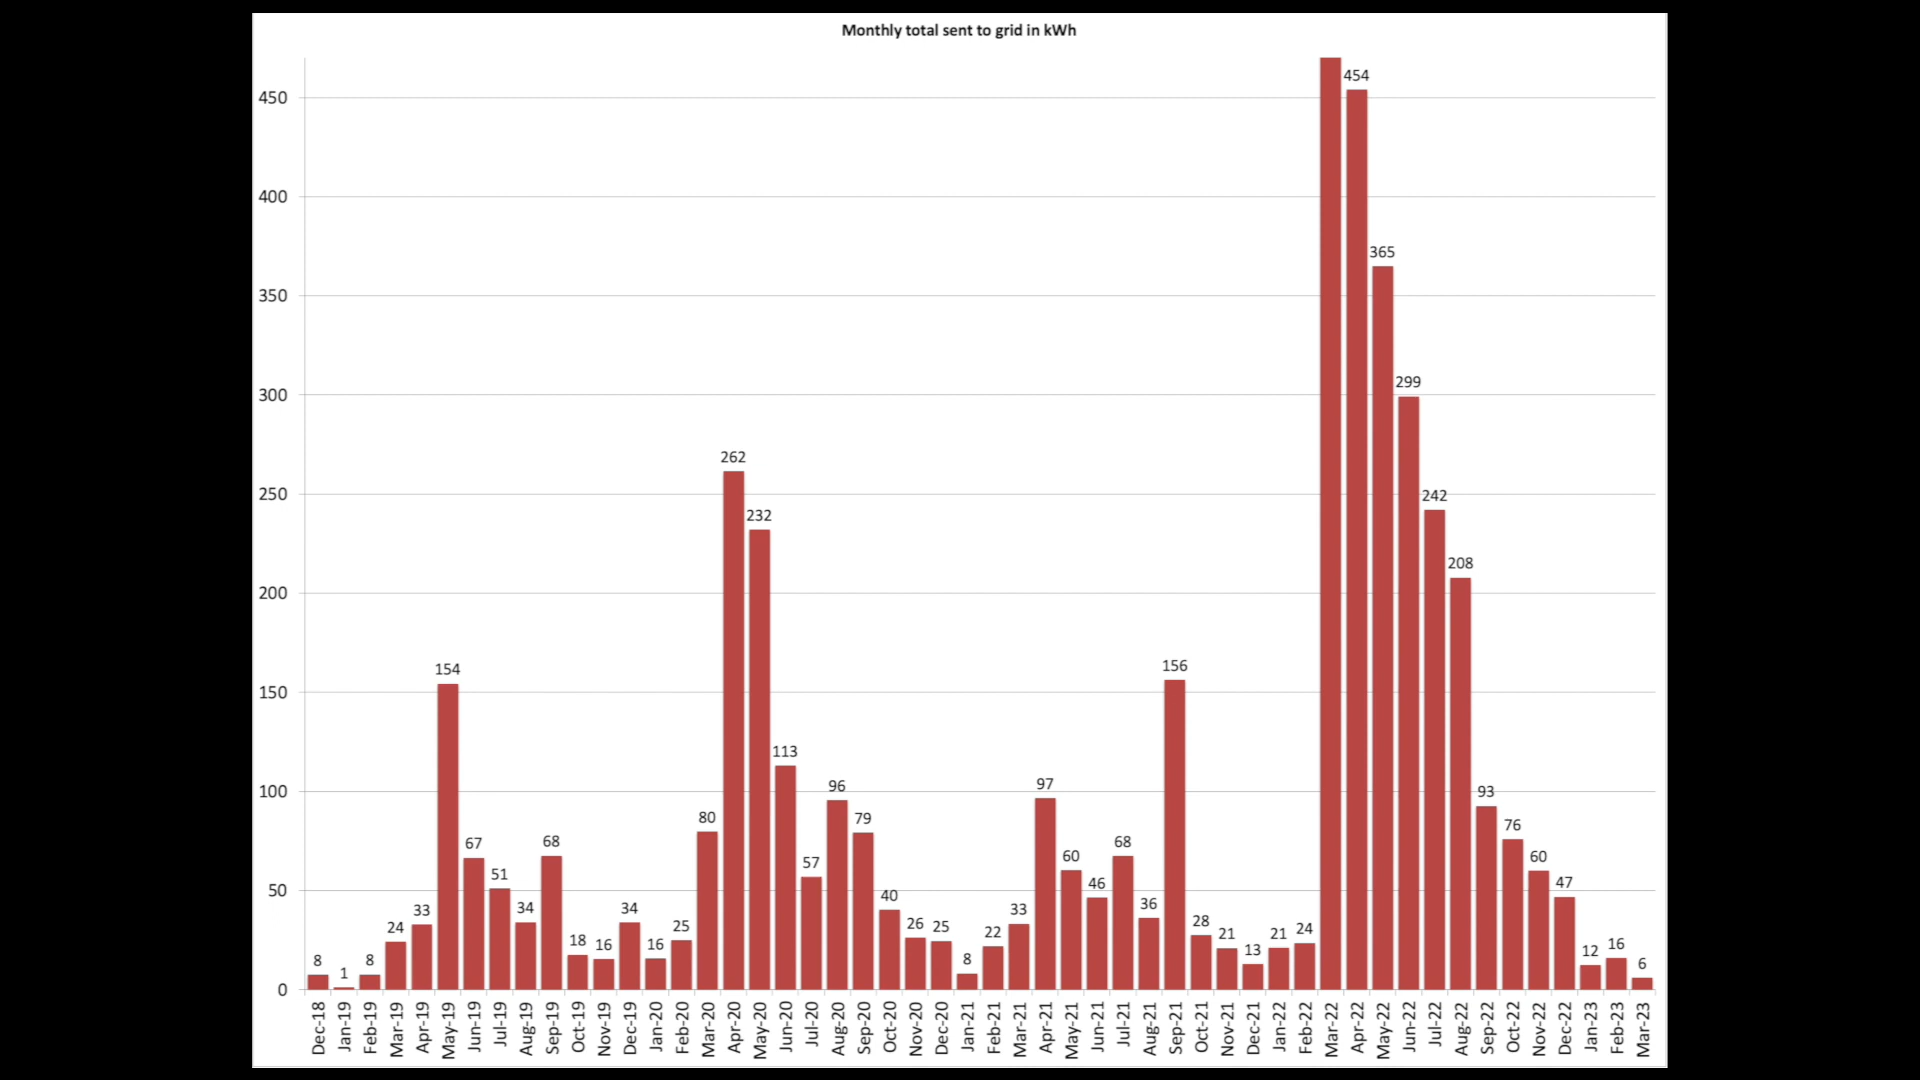 Monthly total sent to grid in kWh
450
400
350
300
250
200
150
100
50
0
8
1
8
24
33
154
67
51
34
68
18
16
34
16
25
80
262
232
113
57
96
79
40
26
25
8
22
33
97
60
46
68
36
156
28
21
13
21
24
454
365
299
242
208
93
76
60
47
12
16
6
Dec-18
Jan-19
Feb-19
Mar-19
Apr-19
May-19
Jun-19
Jul-19
Aug-19
Sep-19
Oct-19
Nov-19
Dec-19
Jan-20
Feb-20
Mar-20
Apr-20
May-20
Jun-20
Jul-20
Aug-20
Sep-20
Oct-20
Nov-20
Dec-20
Jan-21
Feb-21
Mar-21
Apr-21
May-21
Jun-21
Jul-21
Aug-21
Sep-21
Oct-21
Nov-21
Dec-21
Jan-22
Feb-22
Mar-22
Apr-22
May-22
Jun-22
Jul-22
Aug-22
Sep-22
Oct-22
Nov-22
Dec-22
Jan-23
Feb-23
Mar-23